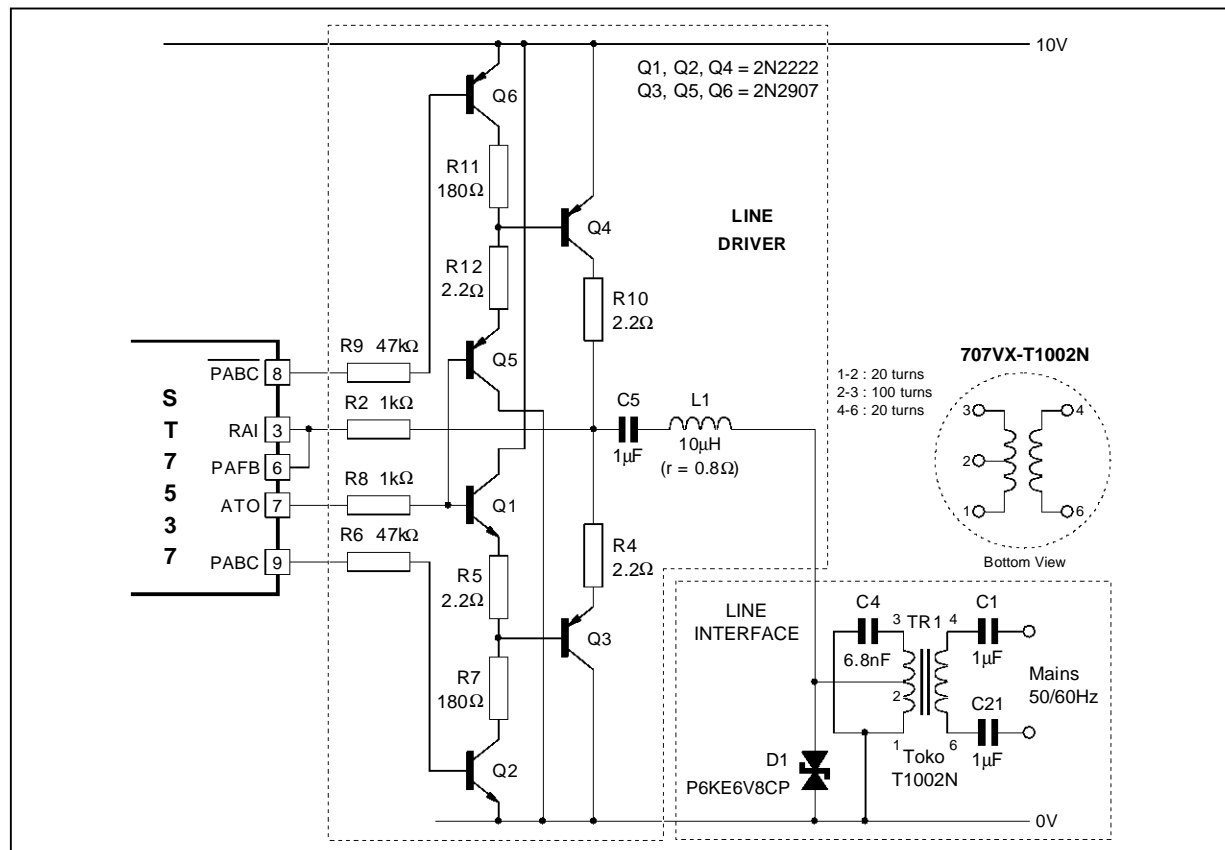 10V
Q1, Q2, Q4 = 2N2222
Q3, Q5, Q6 = 2N2907
Q6
R11
180Ω
Q4
LINE
DRIVER
R12
2.2Ω
R10
2.2Ω
R9 47kΩ
Q5
707VX-T1002N
1-2 : 20 turns
2-3 : 100 turns
4-6 : 20 turns
3
4
2
1
6
Bottom View
ST7537
PABC 8
RAI 3
PAFB 6
ATO 7
PABC 9
R2 1kΩ
R8 1kΩ
R6 47kΩ
C5
1µF
L1
10µH
(r = 0.8Ω)
Q1
R5
2.2Ω
R4
2.2Ω
Q3
R7
180Ω
Q2
LINE
INTERFACE
C4
6.8nF
3 TR1 4
2
1
6
C1
1µF
Mains
50/60Hz
C21
1µF
Toko
T1002N
D1
P6KE6V8CP
0V